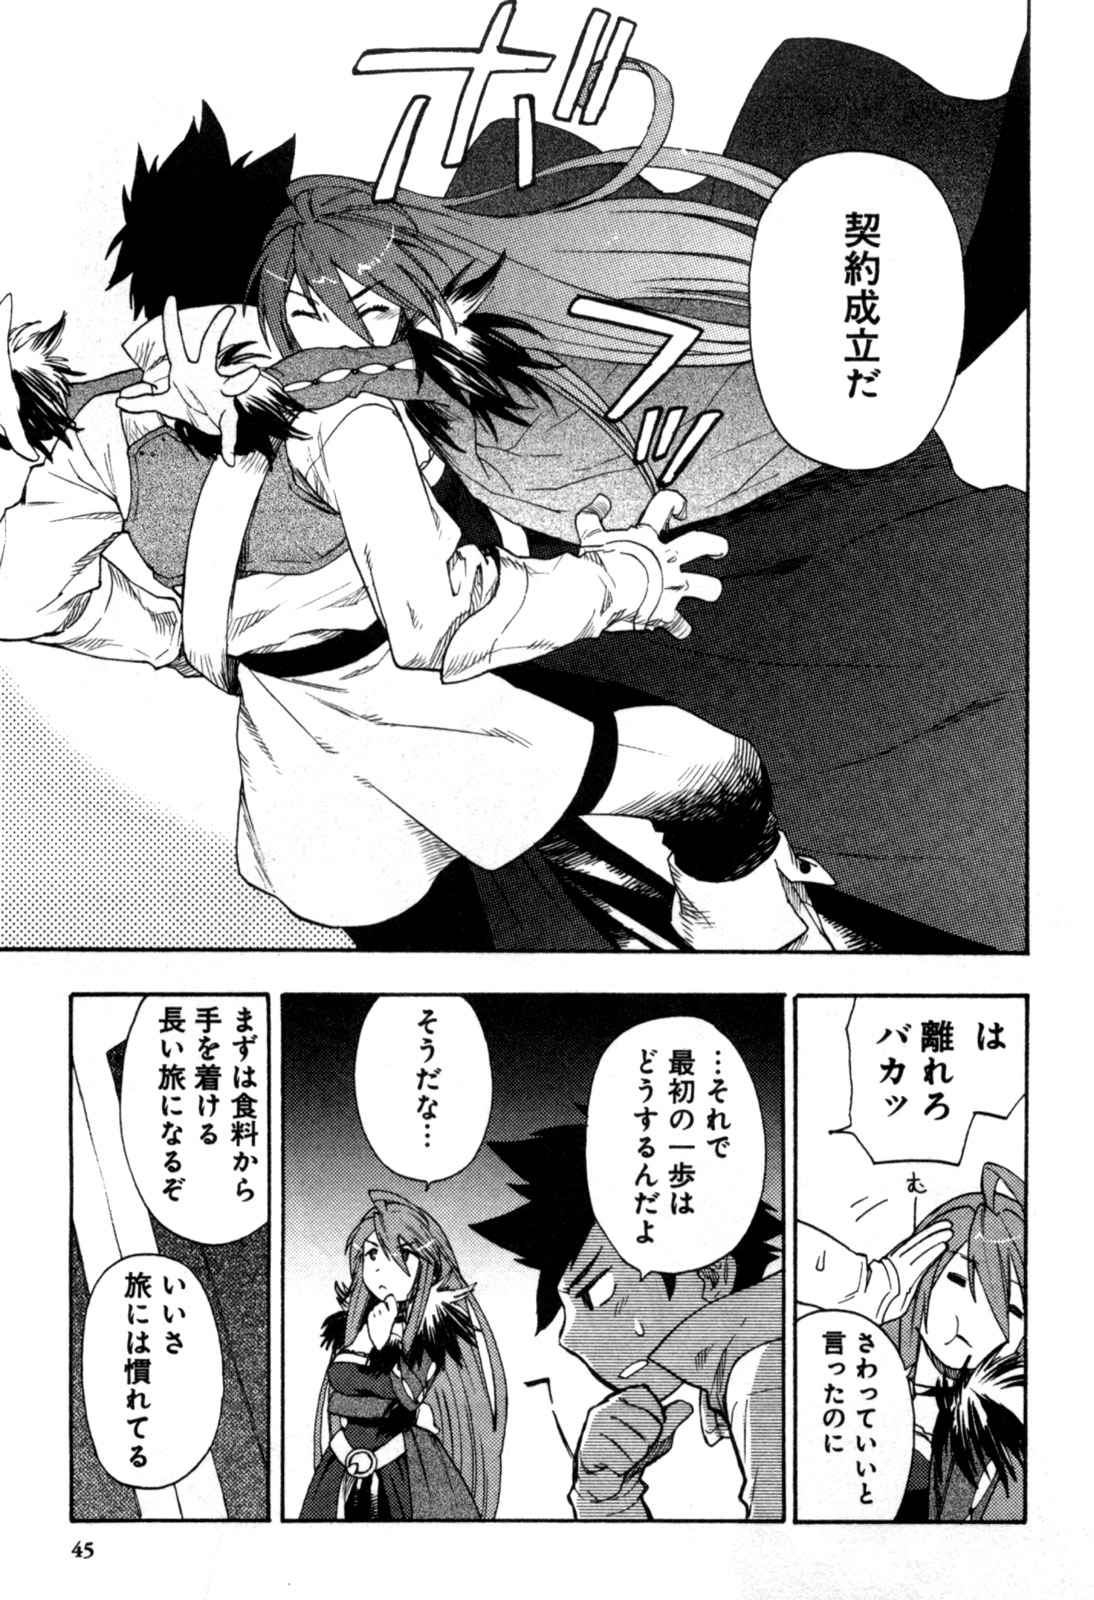 契約成立だ
ボフッ
は
離れろ
バカッ
む
さわっていいと
言ったのに
…それで
最初の一歩は
どうするんだよ
そうだな…
まずは食料から
手を着ける
長い旅になるぞ
いいさ
旅には慣れてる
45